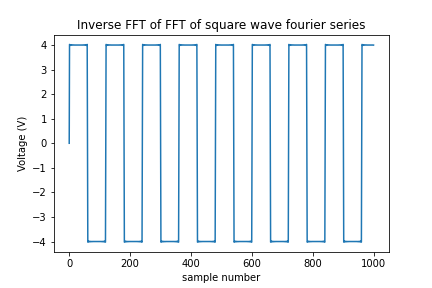 Inverse FFT of FFT of square wave fourier series
4
3
2
1
0
−1
−2
−3
−4
Voltage (V)
0 200 400 600 800 1000
sample number